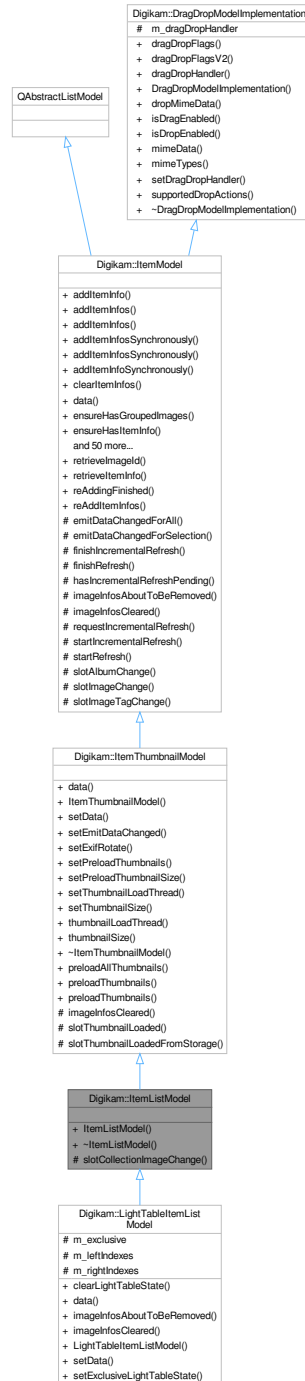 Digikam::DragDropModelImplementation
# m_dragDropHandler
+ dragDropFlags()
+ dragDropFlagsV2()
+ dragDropHandler()
+ DragDropModelImplementation()
+ dropMimeData()
+ isDragEnabled()
+ isDropEnabled()
+ mimeData()
+ mimeTypes()
+ setDragDropHandler()
+ supportedDropActions()
+ ~DragDropModelImplementation()
QAbstractListModel
Digikam::ItemModel
+ addItemInfo()
+ addItemInfos()
+ addItemInfos()
+ addItemInfosSynchronously()
+ addItemInfosSynchronously()
+ addItemInfoSynchronously()
+ clearItemInfos()
+ data()
+ ensureHasGroupedImages()
+ ensureHasItemInfo()
and 50 more...
+ retrieveImageId()
+ retrieveItemInfo()
+ reAddingFinished()
+ reAddItemInfos()
# emitDataChangedForAll()
# emitDataChangedForSelection()
# finishIncrementalRefresh()
# finishRefresh()
# hasIncrementalRefreshPending()
# imageInfosAboutToBeRemoved()
# imageInfosCleared()
# requestIncrementalRefresh()
# startIncrementalRefresh()
# startRefresh()
# slotAlbumChange()
# slotImageChange()
# slotImageTagChange()
Digikam::ItemThumbnailModel
+ data()
+ ItemThumbnailModel()
+ setData()
+ setEmitDataChanged()
+ setExifRotate()
+ setPreloadThumbnails()
+ setPreloadThumbnailSize()
+ setThumbnailLoadThread()
+ setThumbnailSize()
+ thumbnailLoadThread()
+ thumbnailSize()
+ ~ItemThumbnailModel()
+ preloadAllThumbnails()
+ preloadThumbnails()
+ preloadThumbnails()
# imageInfosCleared()
# slotThumbnailLoaded()
# slotThumbnailLoadedFromStorage()
Digikam::ItemListModel
+ ItemListModel()
+ ~ItemListModel()
# slotCollectionImageChange()
Digikam::LightTableItemList
Model
# m_exclusive
# m_leftIndexes
# m_rightIndexes
+ clearLightTableState()
+ data()
+ imageInfosAboutToBeRemoved()
+ imageInfosCleared()
+ LightTableItemListModel()
+ setData()
+ setExclusiveLightTableState()